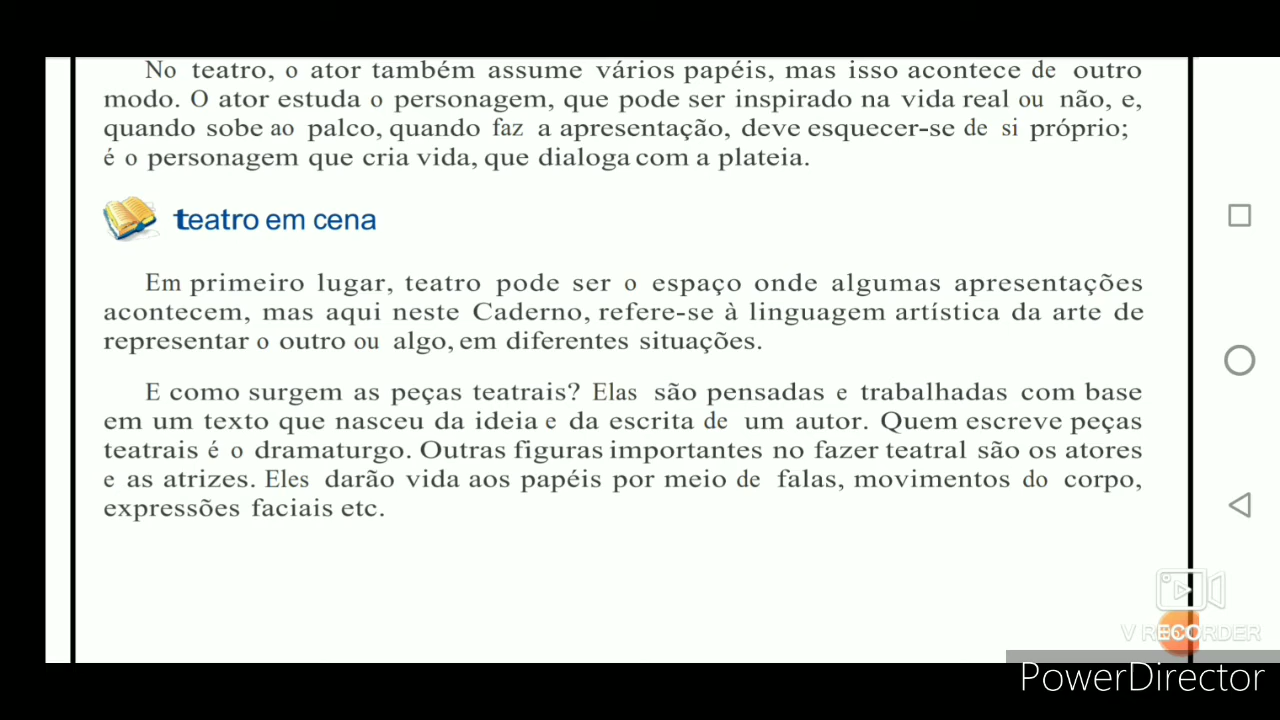 No teatro, o ator também assume vários papéis, mas isso acontece de outro
modo. O ator estuda o personagem, que pode ser inspirado na vida real ou não, e,
quando sobe ao palco, quando faz a apresentação, deve esquecer-se de si próprio;
é o personagem que cria vida, que dialoga com a plateia.
teatro em cena
Em primeiro lugar, teatro pode ser o espaço onde algumas apresentações
acontecem, mas aqui neste Caderno, refere-se à linguagem artística da arte de
representar o outro ou algo, em diferentes situações.
E como surgem as peças teatrais? Elas são pensadas e trabalhadas com base
em um texto que nasceu da ideia e da escrita de um autor. Quem escreve peças
teatrais é o dramaturgo. Outras figuras importantes no fazer teatral são os atores
e as atrizes. Eles darão vida aos papéis por meio de falas, movimentos do corpo,
expressões faciais etc.
V RECORDER
PowerDirector